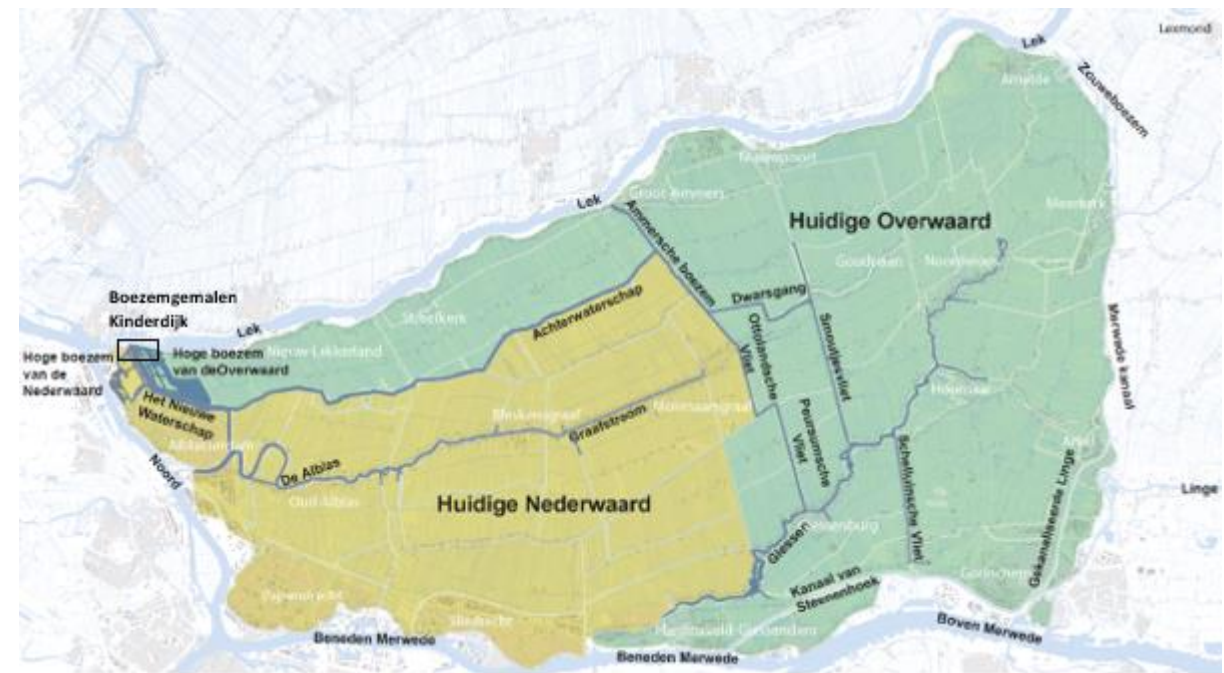 Lexmond
Lek
Ameide
Zouweboezem
Nieuwpoort
Groot-Ammers
Lek
Ammersche boezem
Huidige Overwaard
Meerkerk
Goudriaan
Noordeloos
Dwarsgang
Boezemgemalen
Kinderdijk
Achterwaterschap
Streefkerk
Lek
Smoutjesvliet
Ottolandsche
Vliet
Merwede kanaal
Nieuw-Lekkerland
Hoge boezem
van de
Nederwaard
Hoge boezem
van deOverwaard
Hoornaar
Het Nieuwe
Waterschap
Bleskensgraaf
Molenaarsgraaf
Graafstroom
Peursumsche
Vliet
Alblasserdam
Arkel
Noord
De Alblas
Schelluinsche Vliet
Gekanaliseerde Linge
Linge
Oud-Alblas
Huidige Nederwaard
Giessenburg
Giessen
Gorinchem
Kanaal van
Steenenhoek
Papendrecht
Sliedrecht
Hardinxveld-Giessendam
Boven Merwede
Beneden Merwede
Beneden Merwede